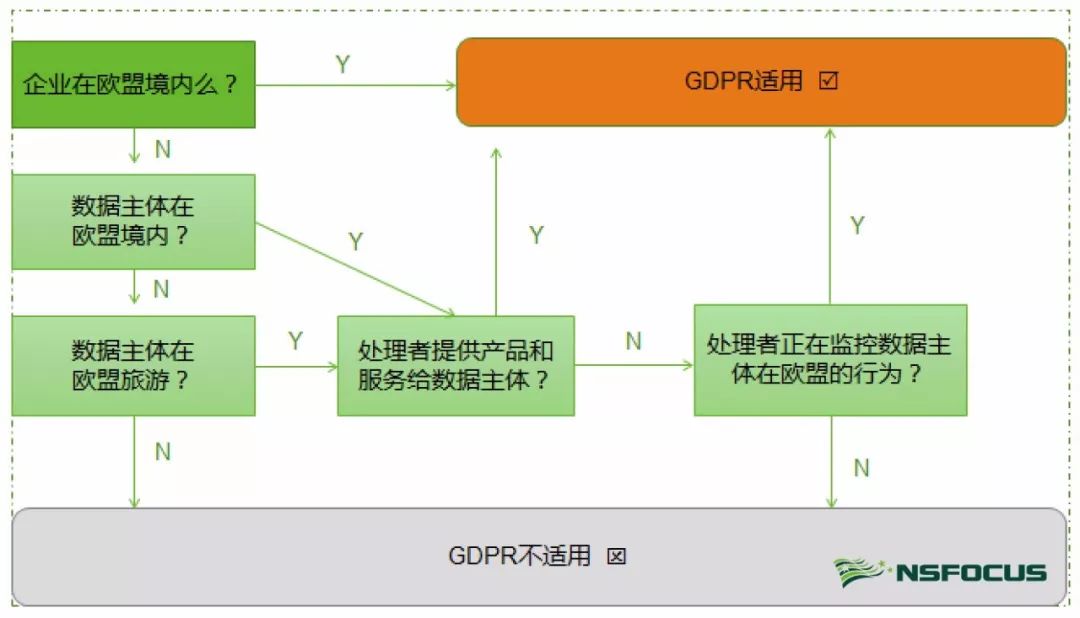 企业在欧盟境内么？
Y
GDPR适用 ☑
N
数据主体在
欧盟境内？
Y
Y
Y
N
数据主体在
欧盟旅游？
Y
处理者提供产品和
服务给数据主体？
N
处理者正在监控数据主
体在欧盟的行为？
N
N
GDPR不适用 ☒
NSFOCUS